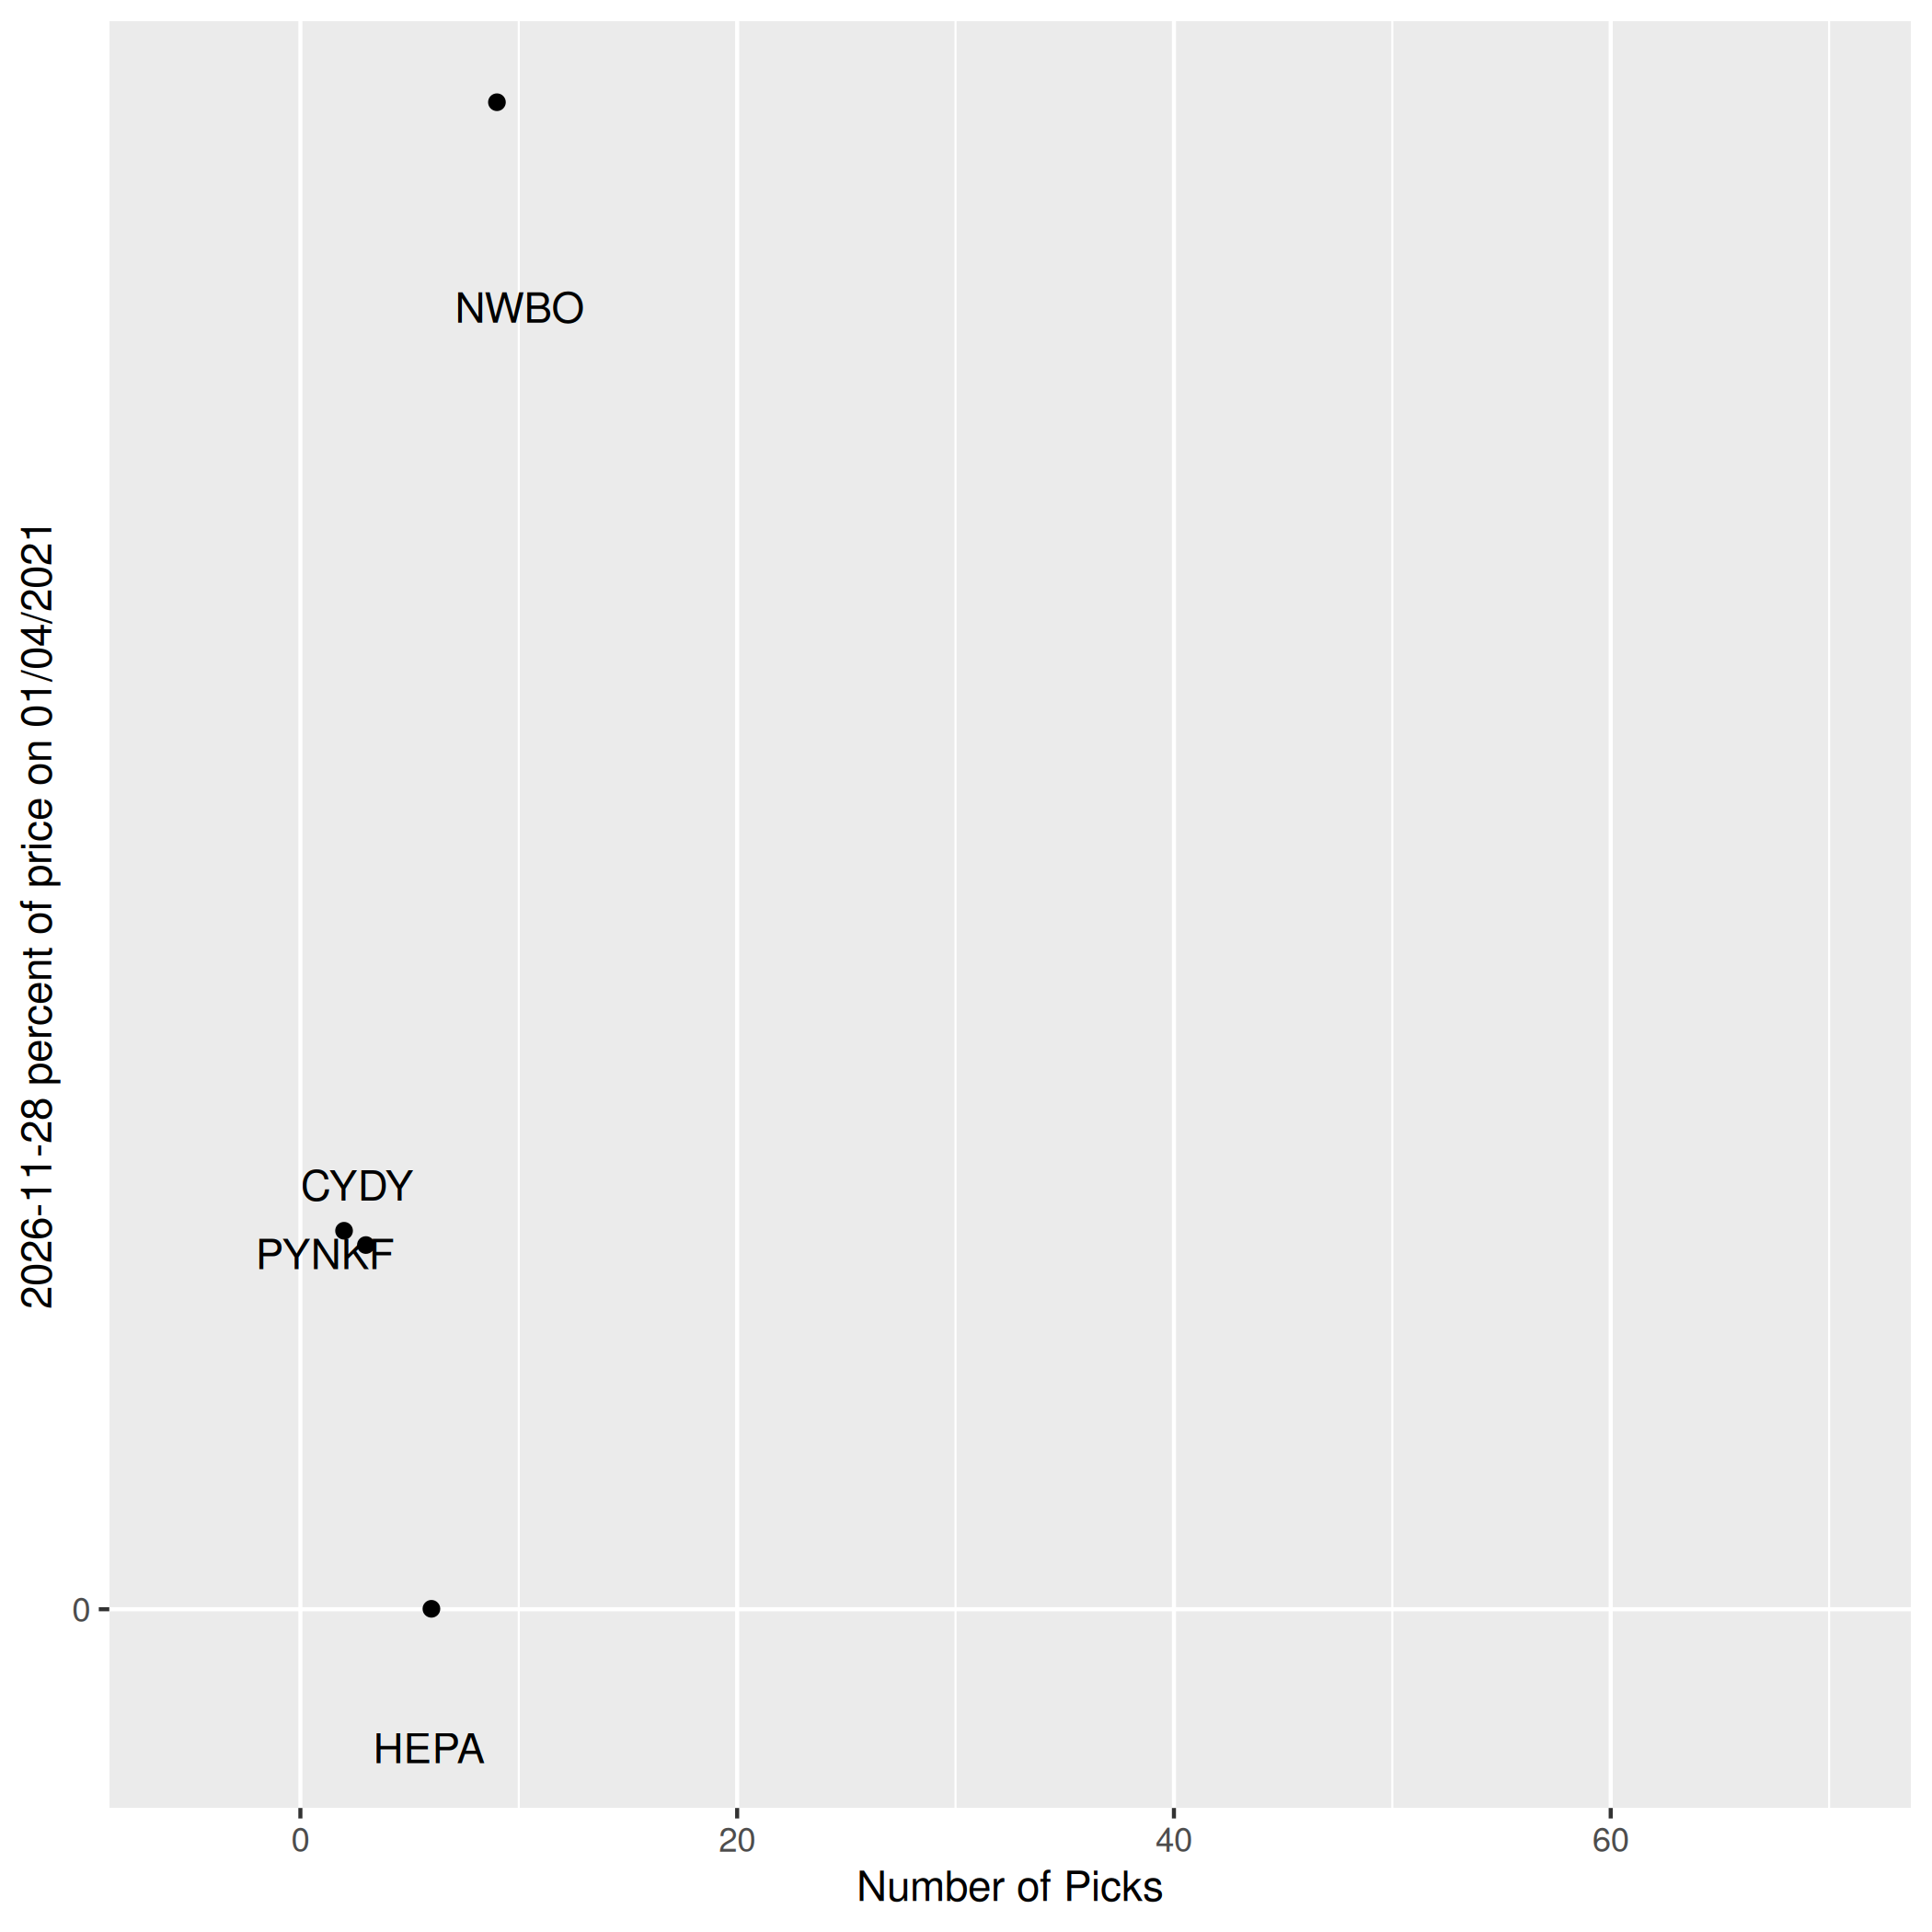 2026-11-28 percent of price on 01/04/2021
NWBO
CYDY
PYNKF
0
HEPA
0 20 40 60
Number of Picks